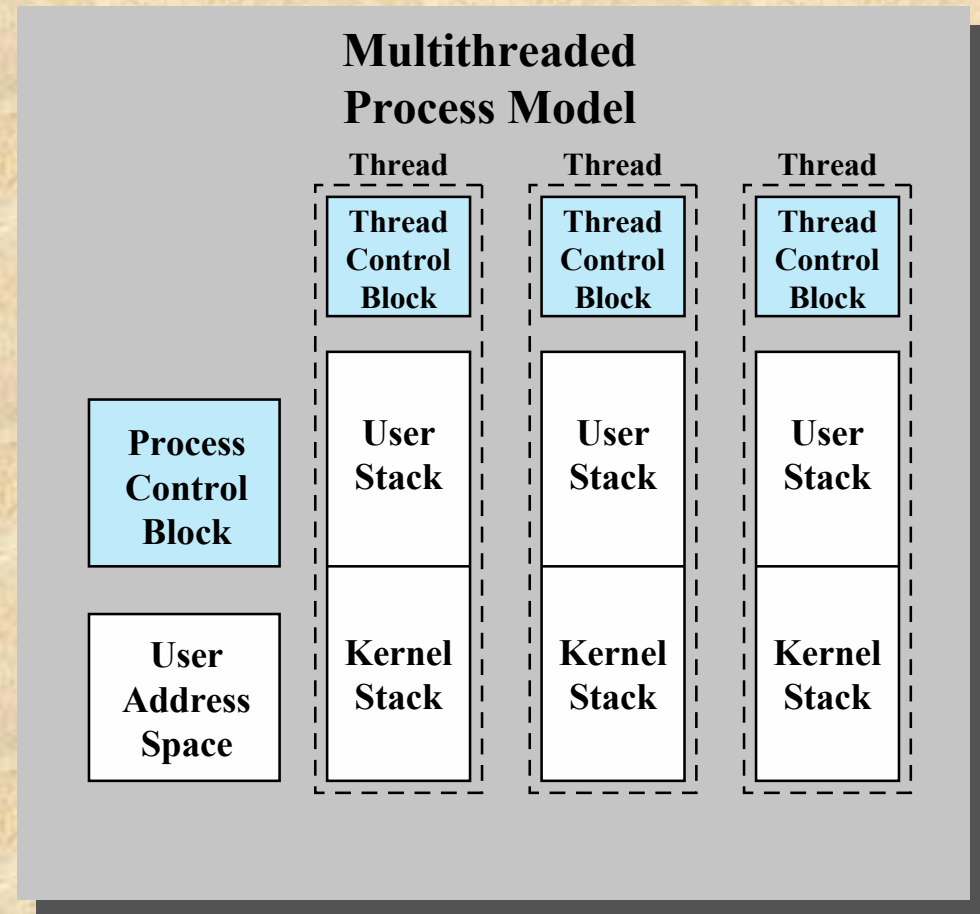 Multithreaded
Process Model
Thread
Thread
Thread
Thread
Control
Block
Thread
Control
Block
Thread
Control
Block
Process
Control
Block
User
Stack
User
Stack
User
Stack
User
Address
Space
Kernel
Stack
Kernel
Stack
Kernel
Stack